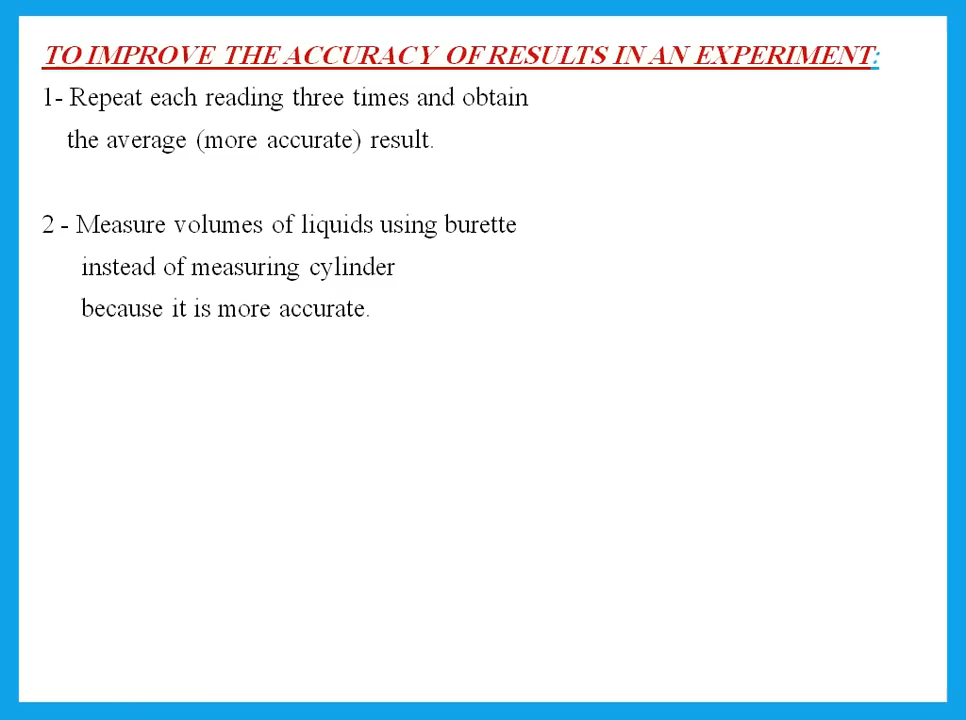 TO IMPROVE THE ACCURACY OF RESULTS IN AN EXPERIMENT:
1- Repeat each reading three times and obtain
the average (more accurate) result.
2 - Measure volumes of liquids using burette
instead of measuring cylinder
because it is more accurate.